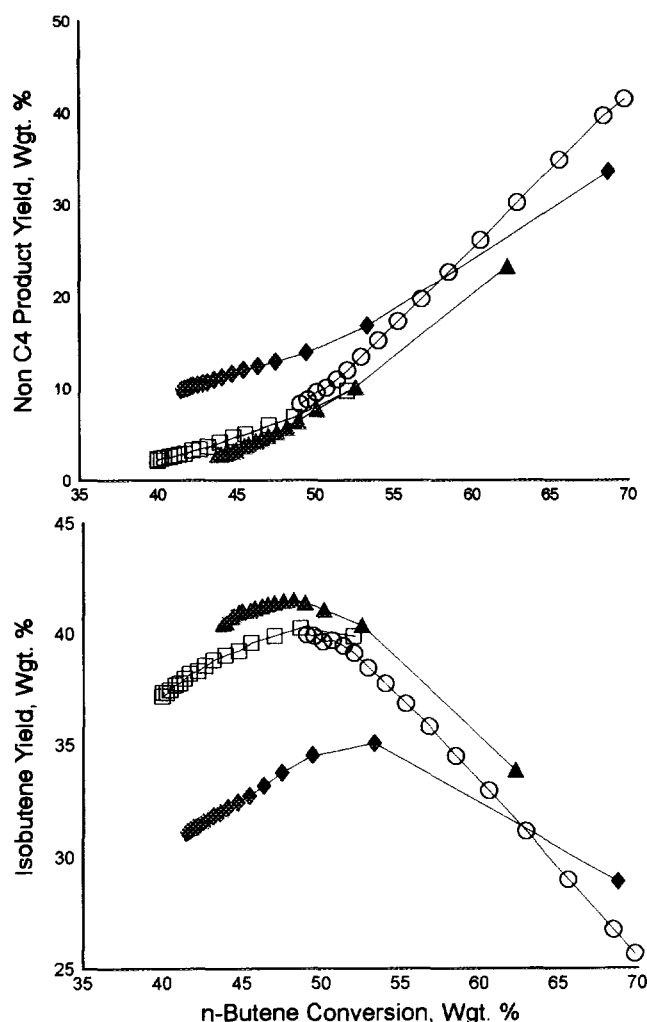 50
40
30
20
10
0
Non C4 Product Yield, Wgt. %
35 40 45 50 55 60 65 70
45
40
35
30
25
Isobutene Yield, Wgt. %
35 40 45 50 55 60 65 70
n-Butene Conversion, Wgt. %